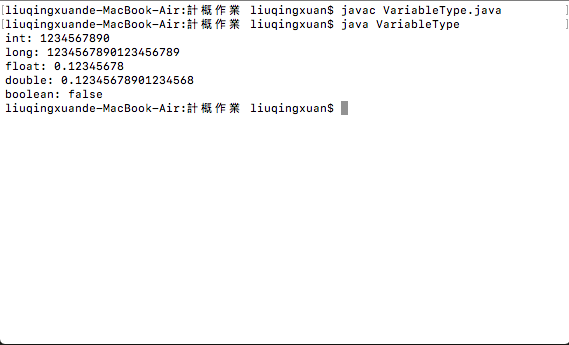 [liuqingxuande-MacBook-Air:計概作業 liuqingxuan$ javac VariableType.java ]
[liuqingxuande-MacBook-Air:計概作業 liuqingxuan$ java VariableType ]
int: 1234567890
long: 1234567890123456789
float: 0.12345678
double: 0.12345678901234568
boolean: false
liuqingxuande-MacBook-Air:計概作業 liuqingxuan$